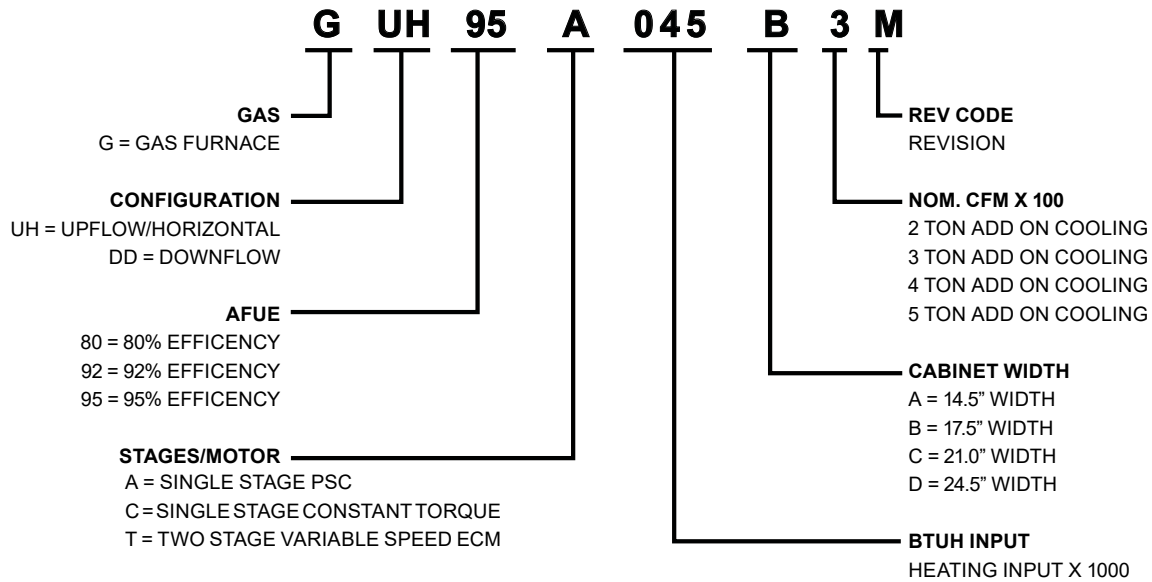 G UH 95 A 045 B 3 M
GAS
G = GAS FURNACE
CONFIGURATION
UH = UPFLOW/HORIZONTAL
DD = DOWNFLOW
AFUE
80 = 80% EFFICENCY
92 = 92% EFFICENCY
95 = 95% EFFICENCY
STAGES/MOTOR
A = SINGLE STAGE PSC
C = SINGLE STAGE CONSTANT TORQUE
T = TWO STAGE VARIABLE SPEED ECM
REV CODE
REVISION
NOM. CFM X 100
2 TON ADD ON COOLING
3 TON ADD ON COOLING
4 TON ADD ON COOLING
5 TON ADD ON COOLING
CABINET WIDTH
A = 14.5” WIDTH
B = 17.5” WIDTH
C = 21.0” WIDTH
D = 24.5” WIDTH
BTUH INPUT
HEATING INPUT X 1000